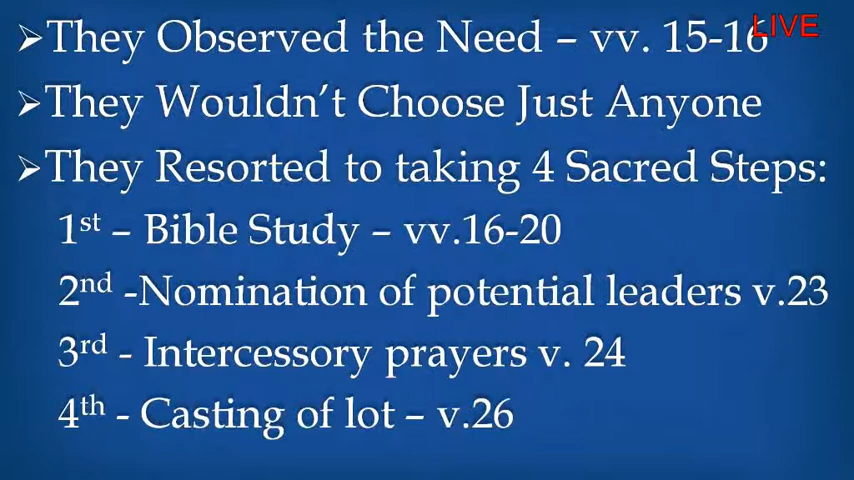 ➢They Observed the Need – vv. 15-16
LIVE
➢They Wouldn’t Choose Just Anyone
➢They Resorted to taking 4 Sacred Steps:
1st – Bible Study – vv.16-20
2nd -Nomination of potential leaders v.23
3rd - Intercessory prayers v. 24
4th - Casting of lot – v.26